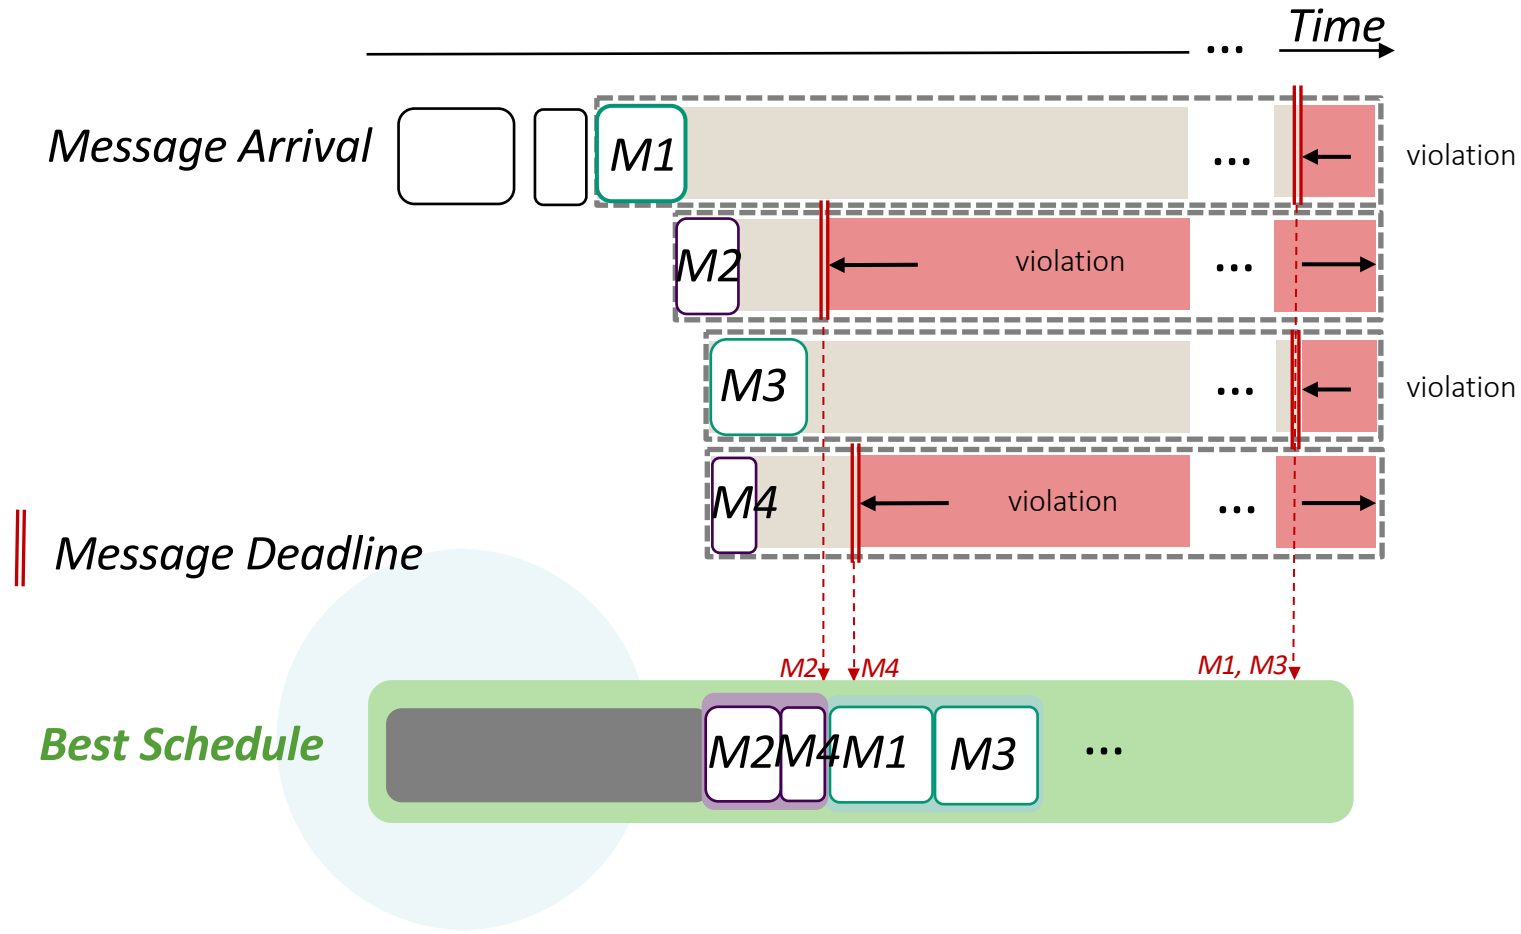 Time
...
Message Arrival
M1
...
violation
M2
violation
...
M3
...
violation
M4
violation
...
Message Deadline
M2
M4
M1, M3
Best Schedule
M2
M4
M1
M3
...